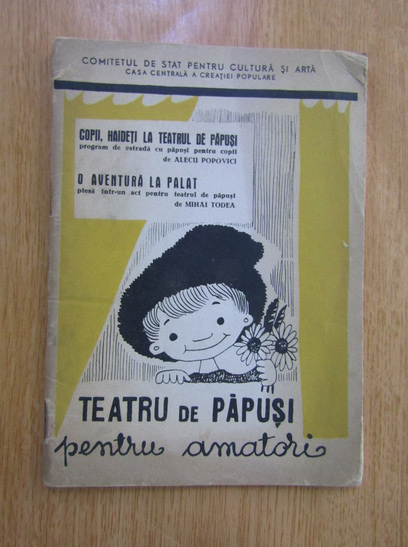 COMITETUL DE STAT PENTRU CULTURĂ ȘI ARTĂ
CASA CENTRALĂ A CREAȚIEI POPULARE
COPII, HAIDEȚI LA TEATRUL DE PĂPUȘI
program de estradă cu păpuși pentru copii
de ALECU POPOVICI
O AVENTURĂ LA PALAT
piesă într-un act pentru teatrul de păpuși
de MIHAI TODEA
TEATRU DE PĂPUȘI
pentru amatori